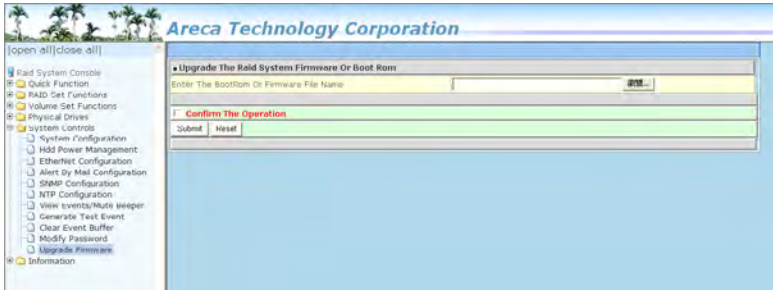 Areca Technology Corporation
|open all|close all|
Raid System Console
Quick Function
RAID Set Functions
Volume Set Functions
Physical Drives
System Controls
System Configuration
Hdd Power Management
EtherNet Configuration
Alert By Mail Configuration
SNMP Configuration
NTP Configuration
View Events/Mute Beeper
Generate Test Event
Clear Event Buffer
Modify Password
Upgrade Firmware
Information
Upgrade The Raid System Firmware Or Boot Rom
Enter The BootRom Or Firmware File Name
Confirm The Operation
Submit Reset